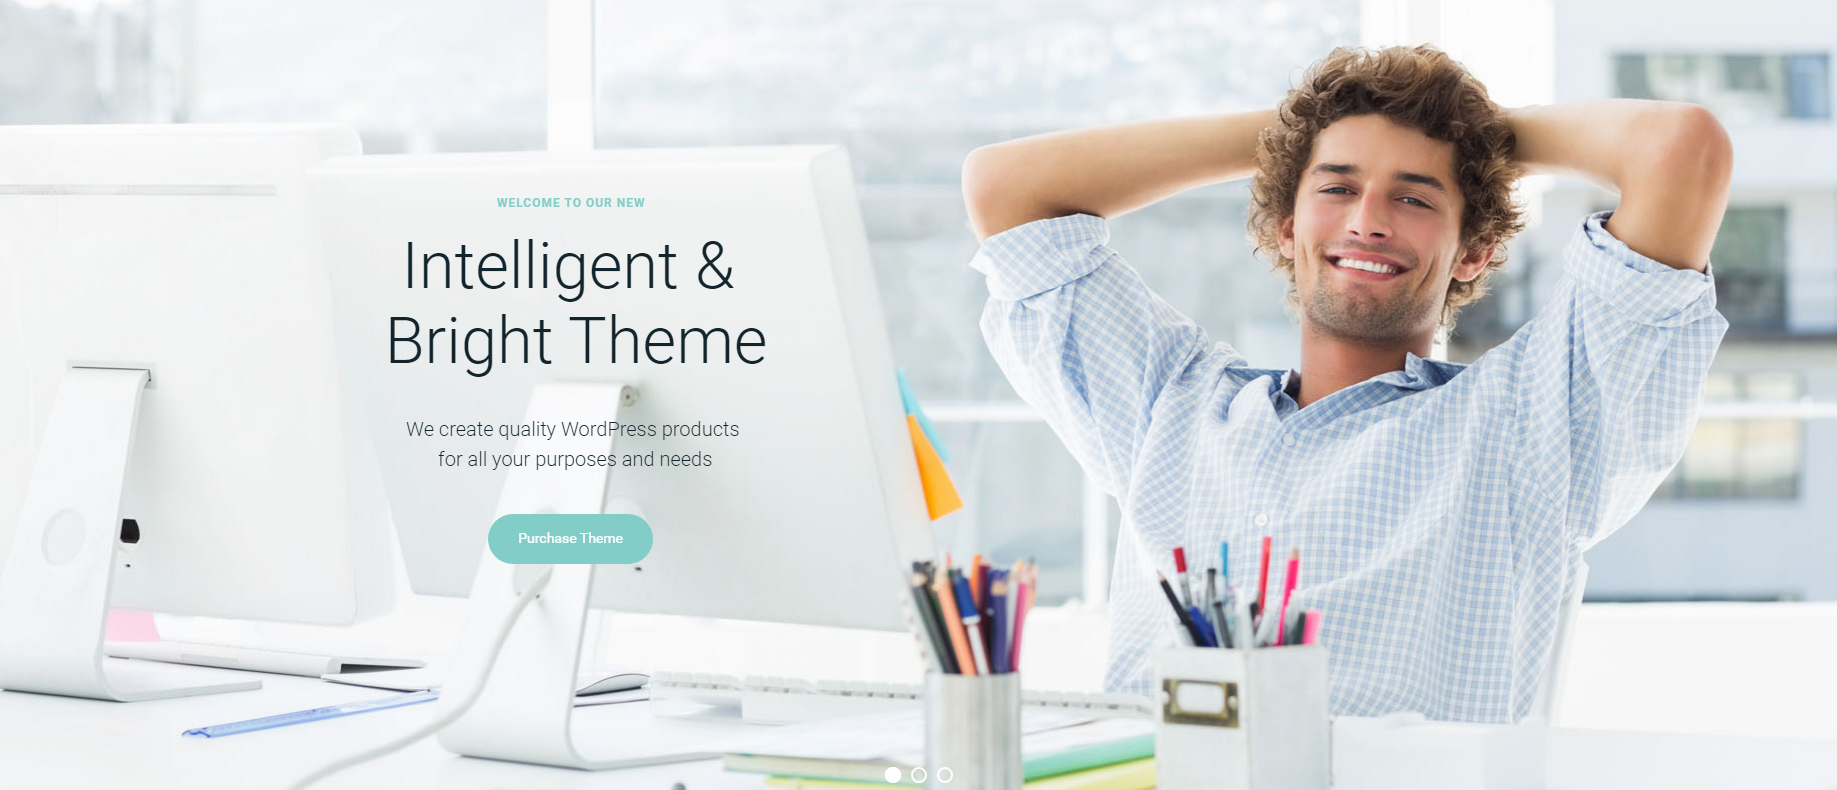 WELCOME TO OUR NEW
Intelligent &
Bright Theme
We create quality WordPress products
for all your purposes and needs
Purchase Theme